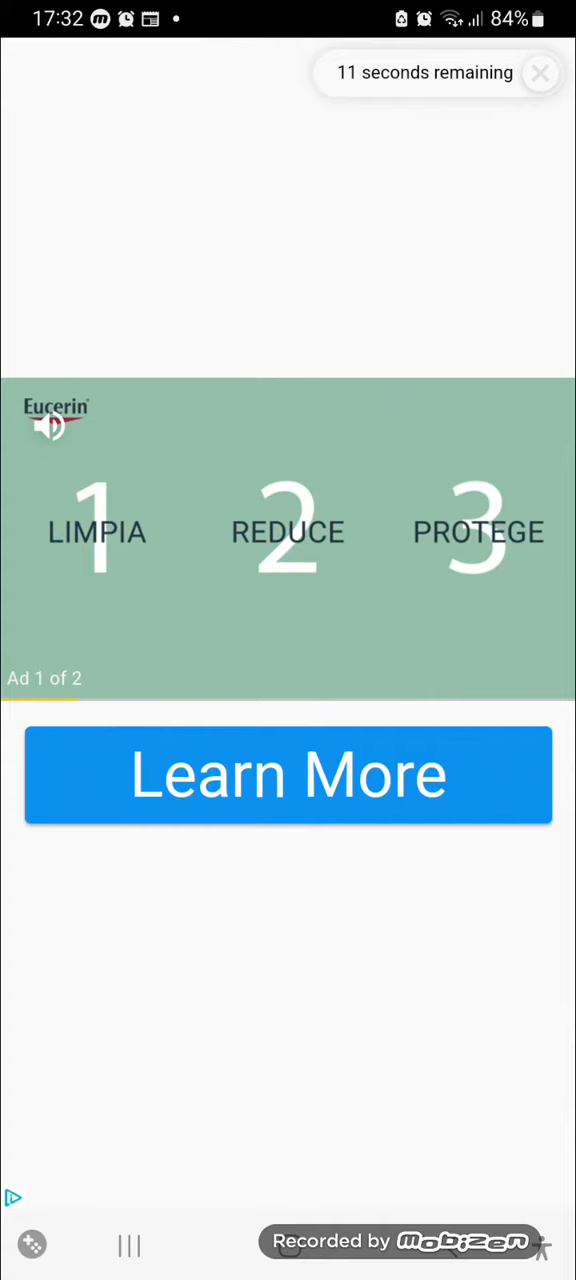 17:32
84%
11 seconds remaining
Eucerin®
1 2 3
LIMPIA REDUCE PROTEGE
Ad 1 of 2
Learn More
Recorded by mobizen